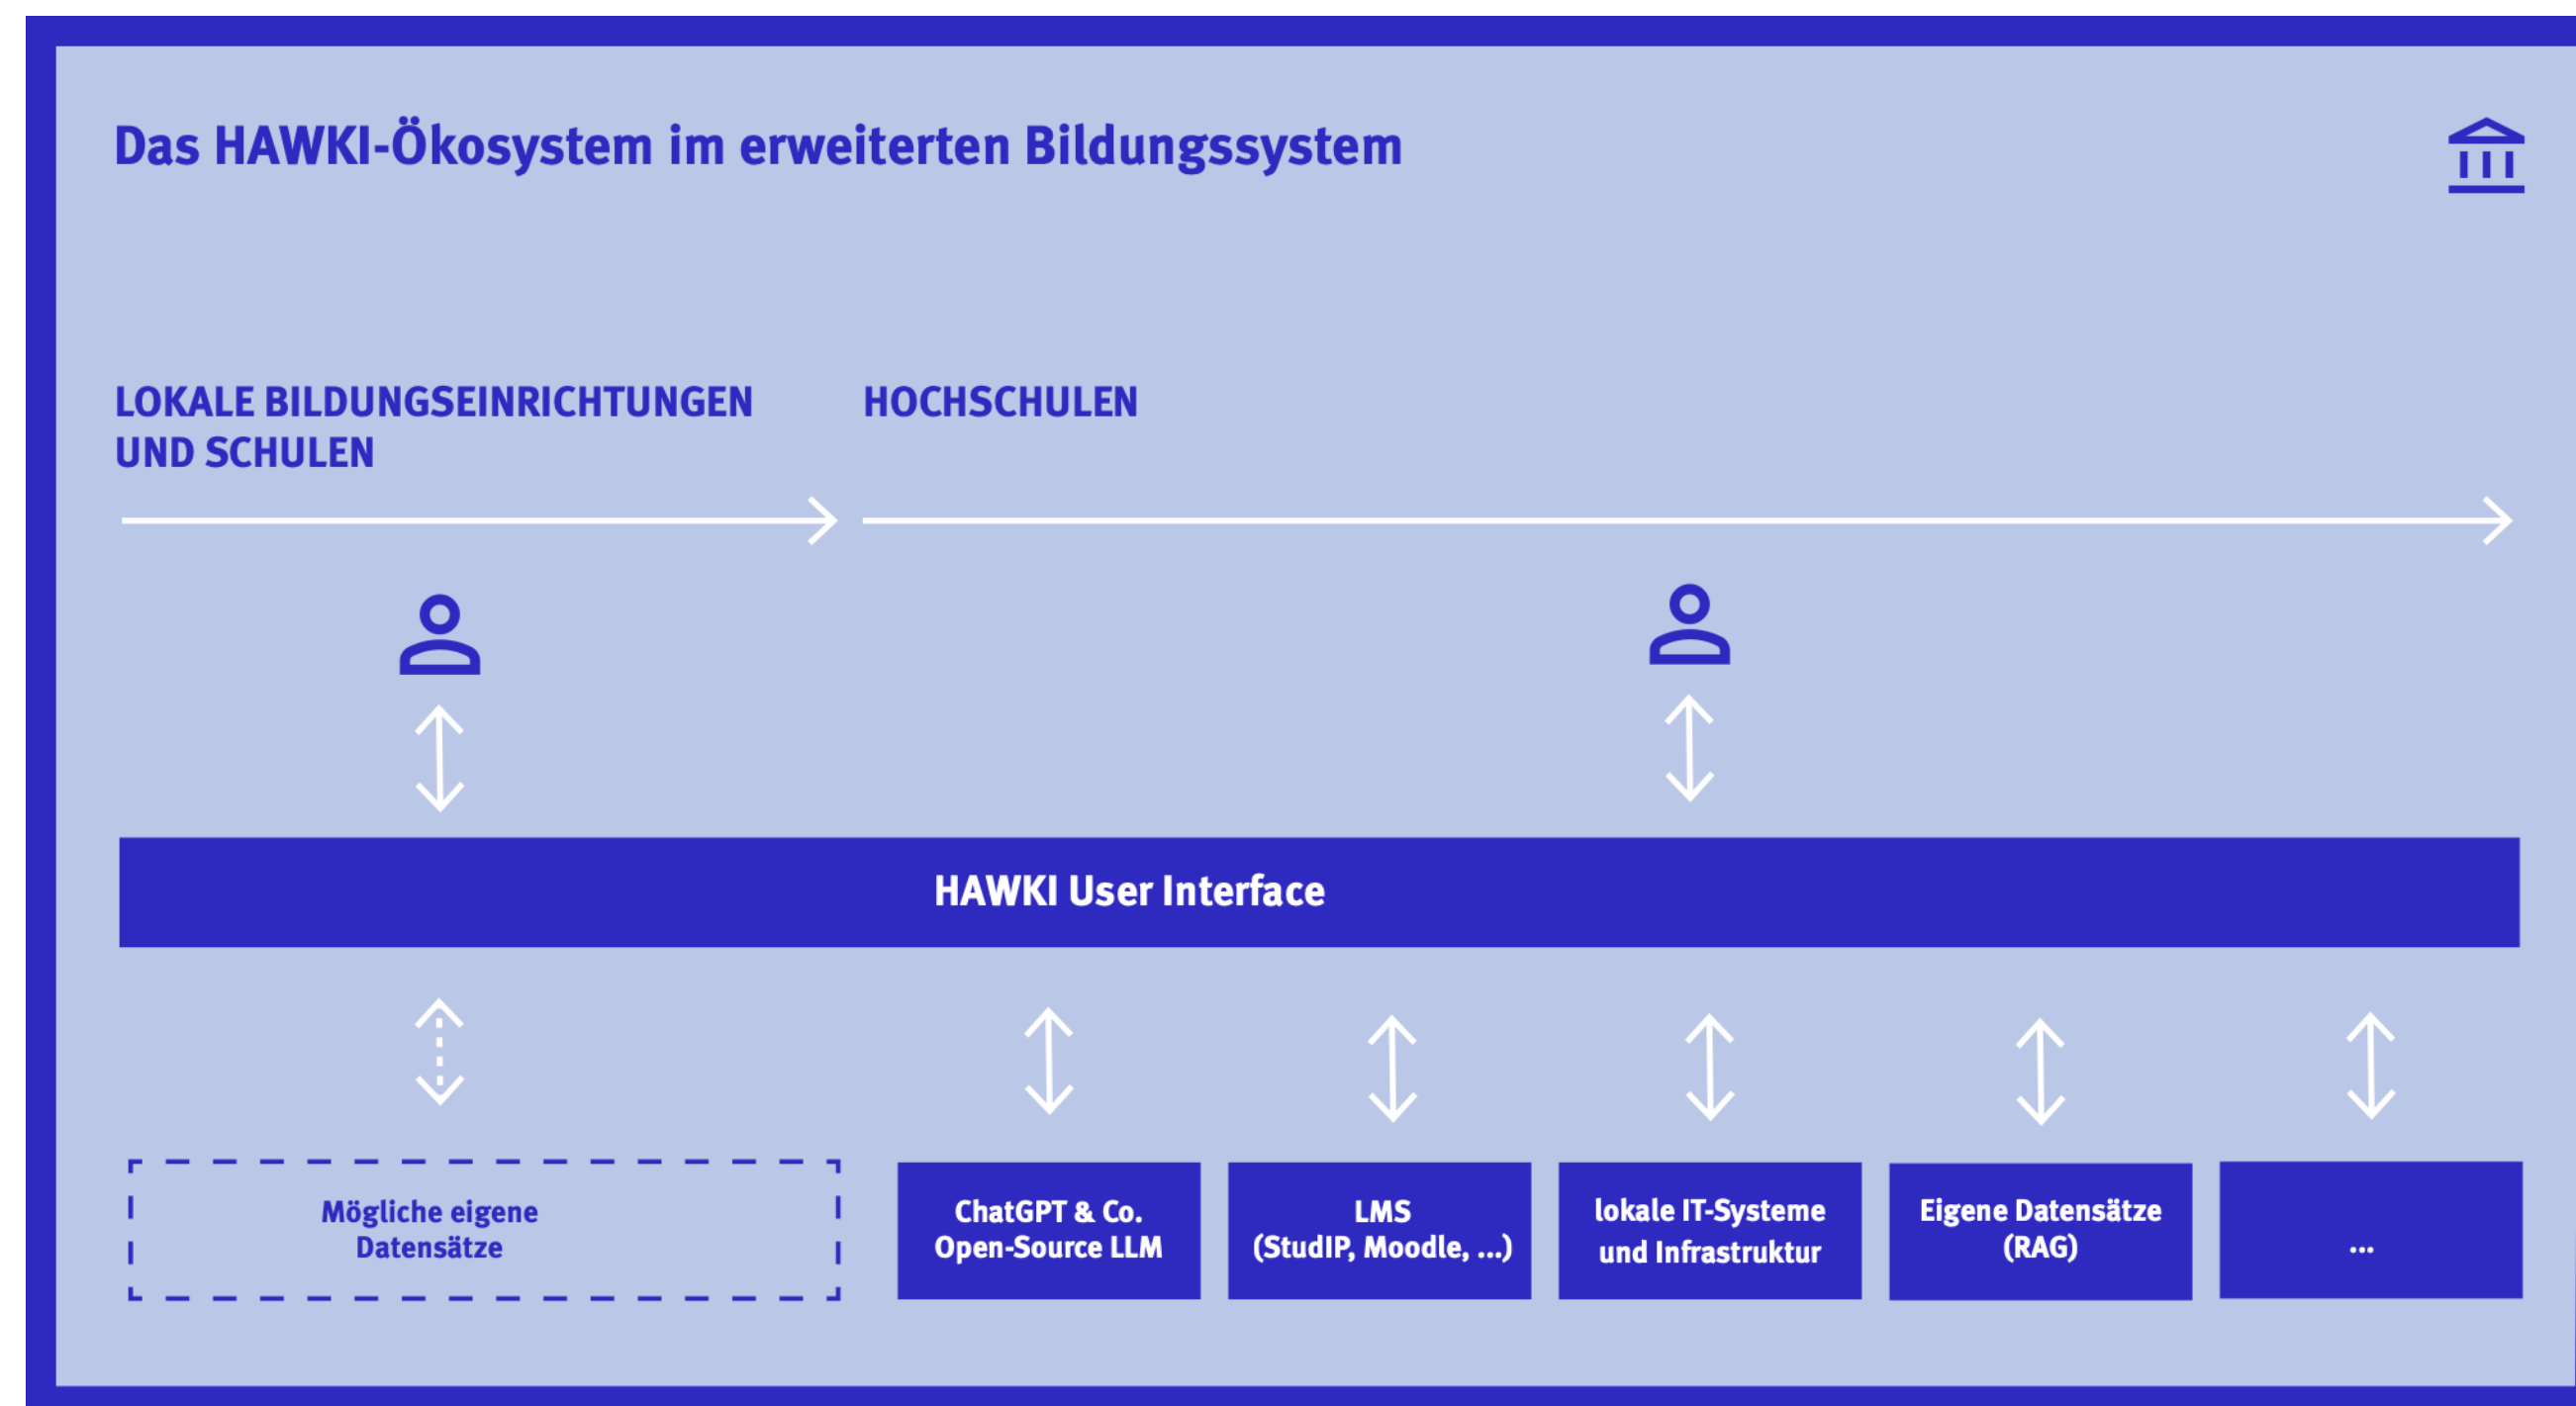 Das HAWKI-Ökosystem im erweiterten Bildungssystem
LOKALE BILDUNGSEINRICHTUNGEN
UND SCHULEN
HOCHSCHULEN
HAWKI User Interface
Mögliche eigene
Datensätze
ChatGPT & Co.
Open-Source LLM
LMS
(StudIP, Moodle, ...)
lokale IT-Systeme
und Infrastruktur
Eigene Datensätze
(RAG)
...